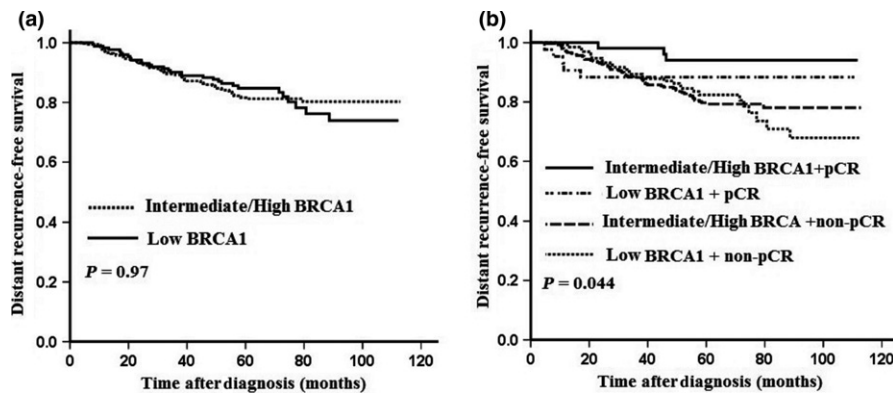 (a)
Distant recurrence-free survival
1.0
0.8
0.6
0.4
0.2
0.0
Intermediate/High BRCA1
Low BRCA1
P = 0.97
0 20 40 60 80 100 120
Time after diagnosis (months)
(b)
Distant recurrence-free survival
1.0
0.8
0.6
0.4
0.2
0.0
Intermediate/High BRCA1+pCR
Low BRCA1 + pCR
Intermediate/High BRCA +non-pCR
Low BRCA1 + non-pCR
P = 0.044
0 20 40 60 80 100 120
Time after diagnosis (months)